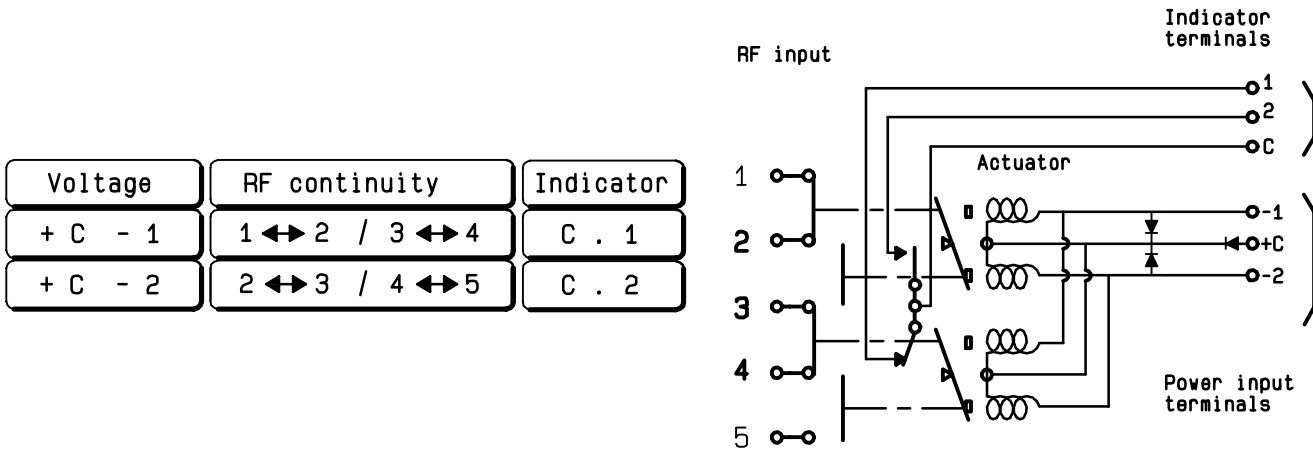 Voltage RF continuity Indicator
+ C - 1 1 ↔ 2 / 3 ↔ 4 C . 1
+ C - 2 2 ↔ 3 / 4 ↔ 5 C . 2
RF input
Indicator
terminals
1
2
C
Actuator
1
2
3
4
5
-1
+C
-2
Power input
terminals